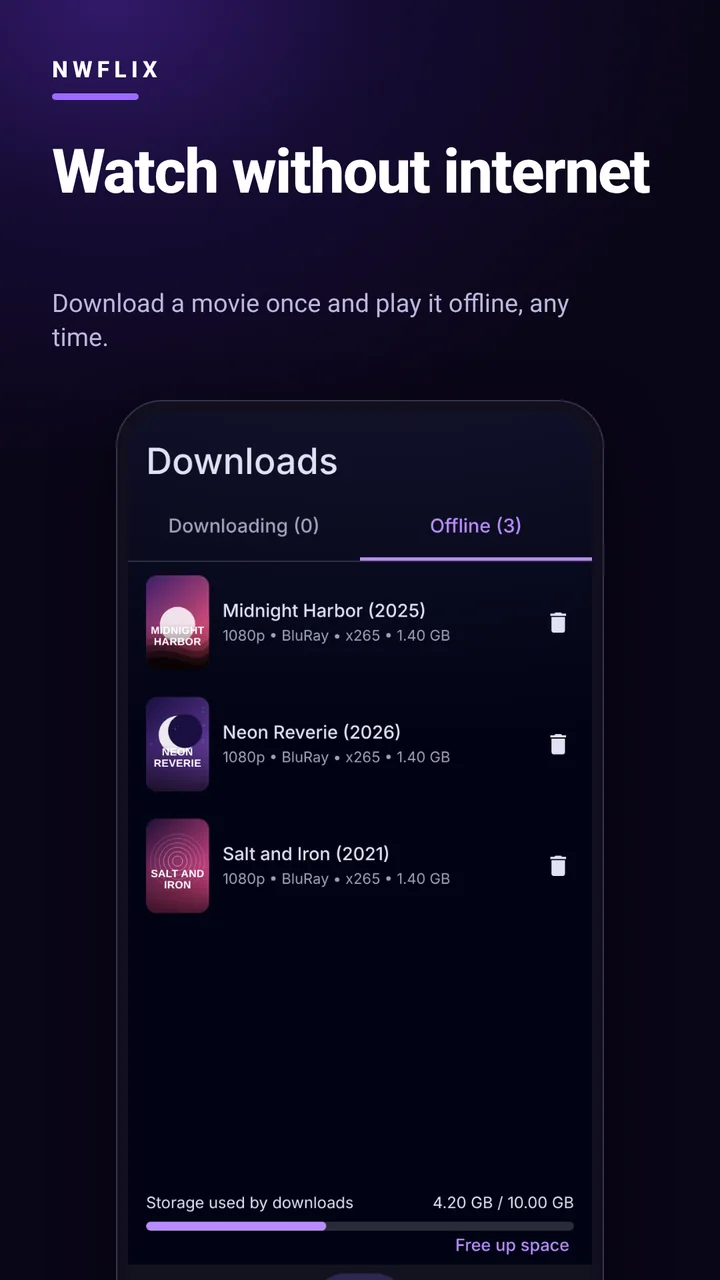 NWFLIX
Watch without internet
Download a movie once and play it offline, any
time.
Downloads
Downloading (0)
Offline (3)
MIDNIGHT
HARBOR
Midnight Harbor (2025)
1080p • BluRay • x265 • 1.40 GB
NEON
REVERIE
Neon Reverie (2026)
1080p • BluRay • x265 • 1.40 GB
SALT AND
IRON
Salt and Iron (2021)
1080p • BluRay • x265 • 1.40 GB
Storage used by downloads
4.20 GB / 10.00 GB
Free up space